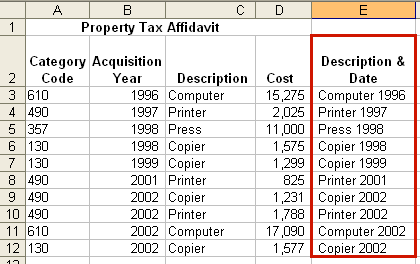 A B C D E
1 Property Tax Affidavit
2 Category Code Acquisition Year Description Cost Description & Date
3 610 1996 Computer 15,275 Computer 1996
4 490 1997 Printer 2,025 Printer 1997
5 357 1998 Press 11,000 Press 1998
6 130 1998 Copier 1,575 Copier 1998
7 130 1999 Copier 1,299 Copier 1999
8 490 2001 Printer 825 Printer 2001
9 490 2002 Copier 1,231 Copier 2002
10 490 2002 Printer 1,788 Printer 2002
11 610 2002 Computer 17,090 Computer 2002
12 130 2002 Copier 1,577 Copier 2002